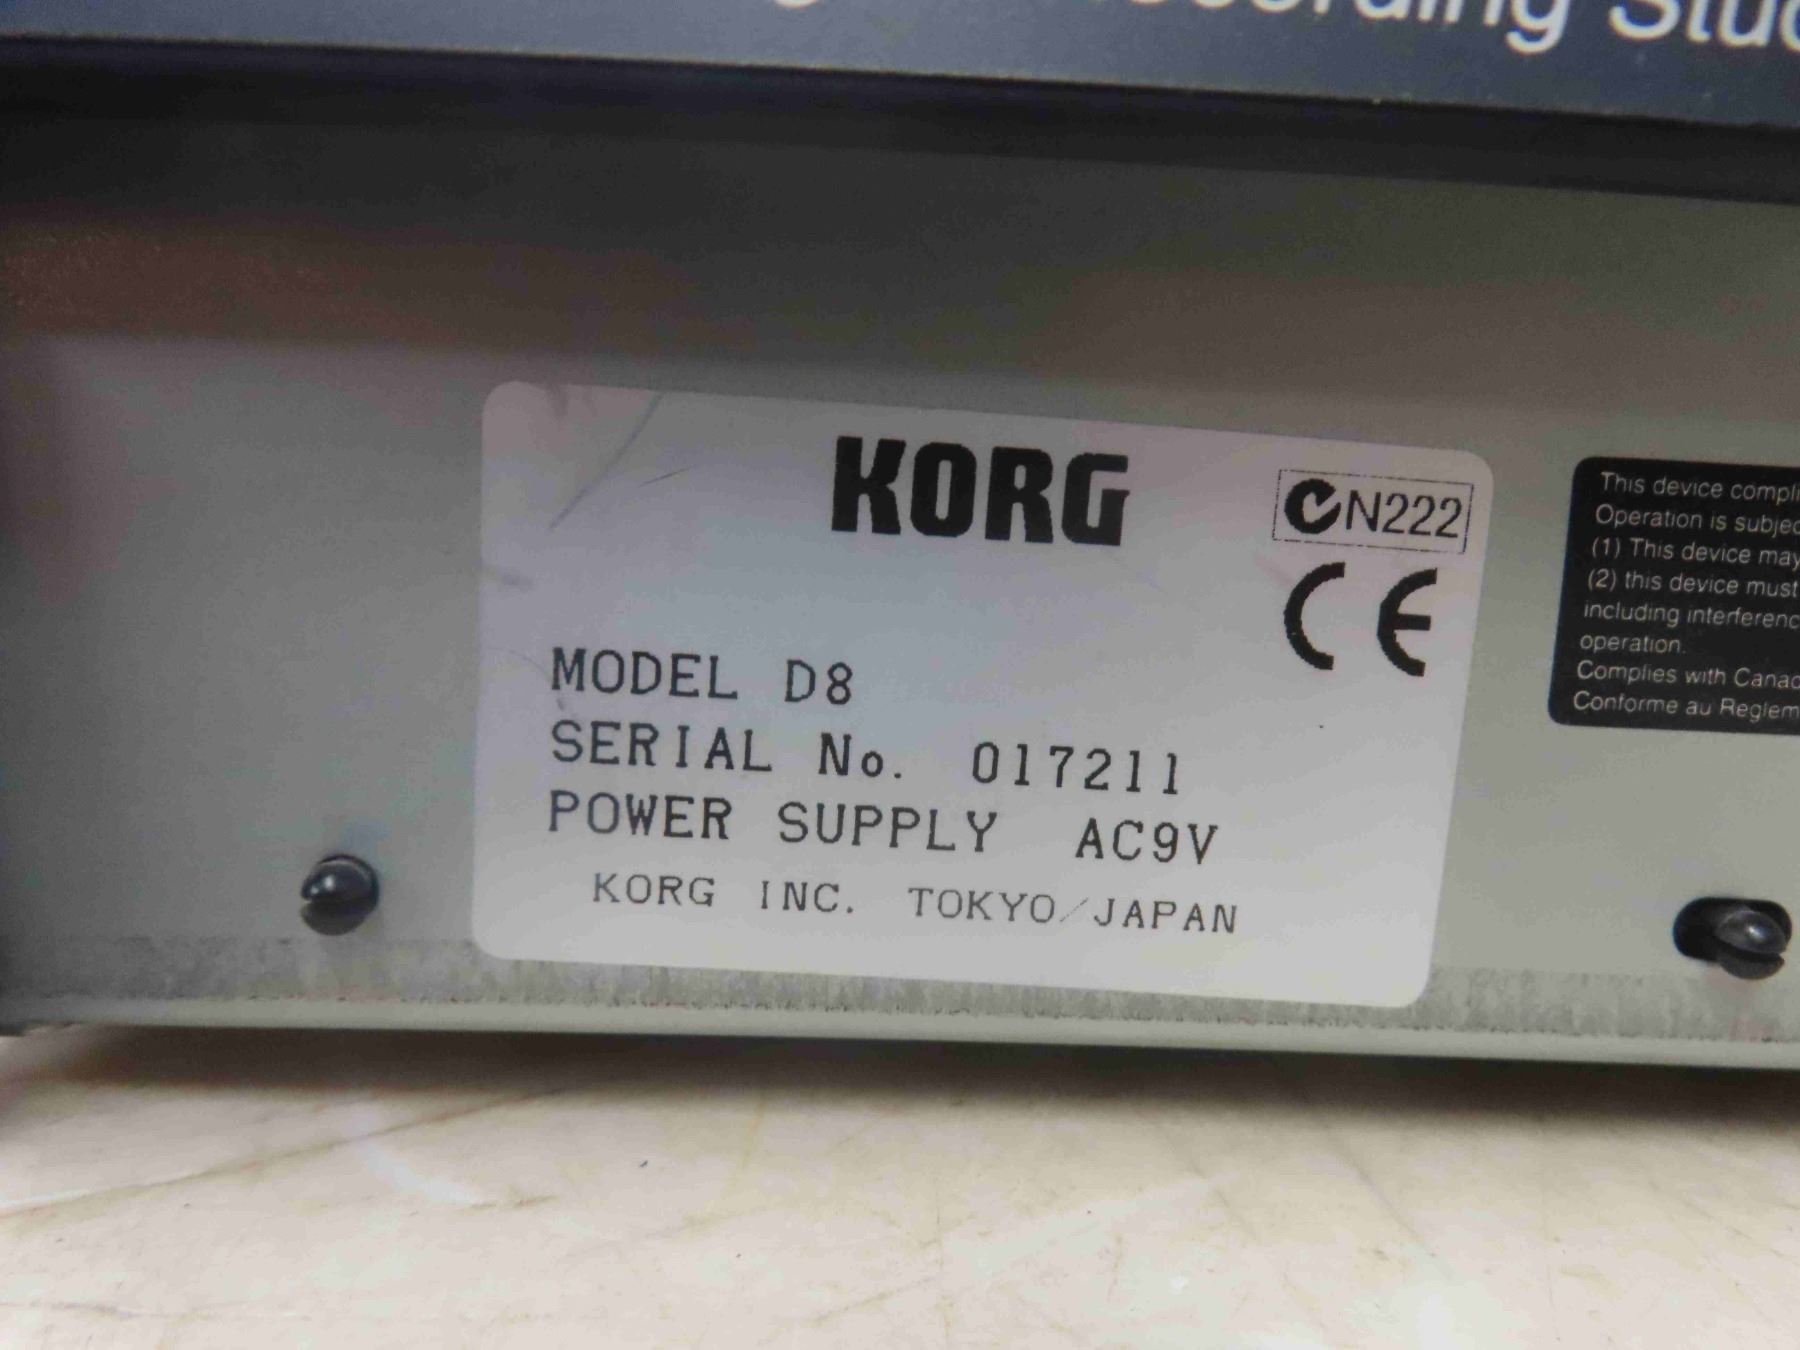 Recording Stud
KORG
N222
CE
MODEL D8
SERIAL No. 017211
POWER SUPPLY AC9V
KORG INC. TOKYO/JAPAN
This device compli
Operation is subjec
(1) This device may
(2) this device must
including interferenc
operation.
Complies with Canad
Conforme au Reglem